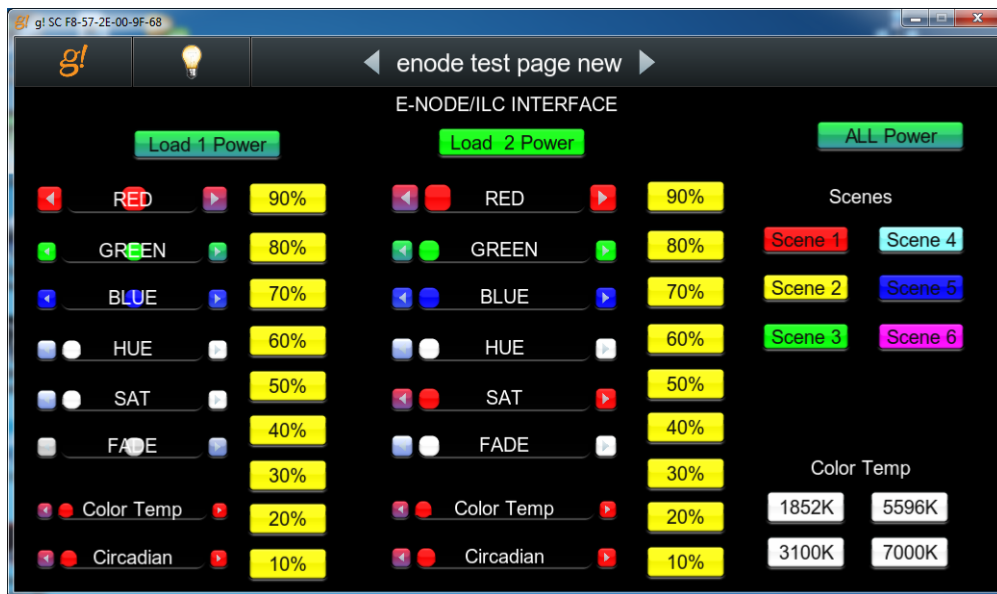 g! g! SC F8-57-2E-00-9F-68
g! enode test page new
E-NODE/ILC INTERFACE
Load 1 Power
Load 2 Power
ALL Power
RED
90%
GREEN
80%
BLUE
70%
HUE
60%
SAT
50%
FADE
40%
30%
Color Temp
20%
Circadian
10%
RED
90%
GREEN
80%
BLUE
70%
HUE
60%
SAT
50%
FADE
40%
30%
Color Temp
20%
Circadian
10%
Scenes
Scene 1 Scene 4
Scene 2 Scene 5
Scene 3 Scene 6
Color Temp
1852K 5596K
3100K 7000K